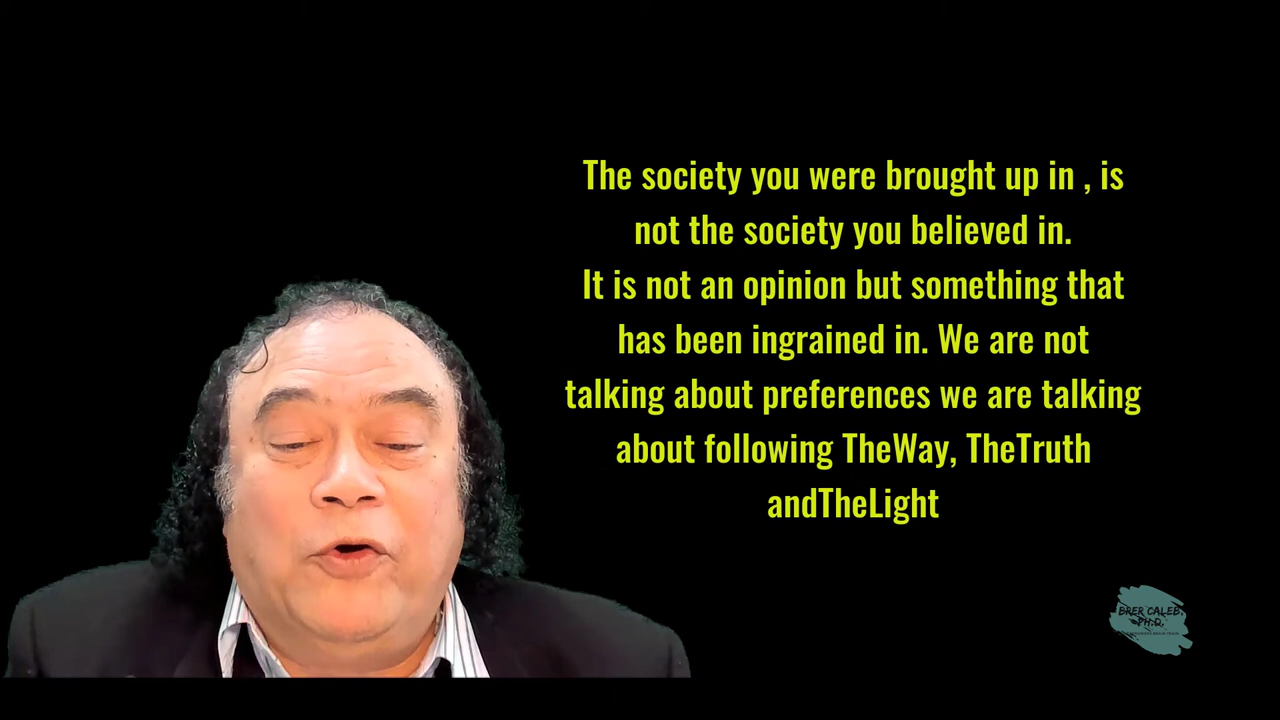 The society you were brought up in , is
not the society you believed in.
It is not an opinion but something that
has been ingrained in. We are not
talking about preferences we are talking
about following TheWay, TheTruth
andTheLight
BRER CALEB,
PH.D.